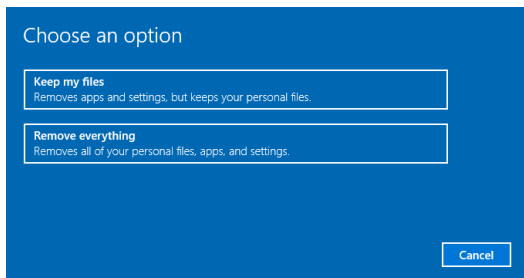 Choose an option
Keep my files
Removes apps and settings, but keeps your personal files.
Remove everything
Removes all of your personal files, apps, and settings.
Cancel